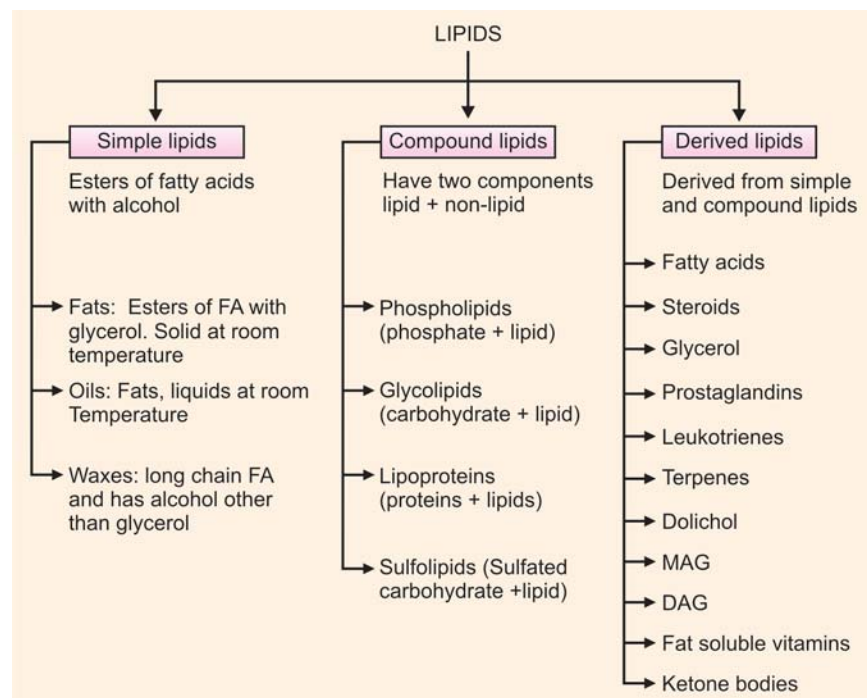 LIPIDS
Simple lipids
Esters of fatty acids
with alcohol
Fats: Esters of FA with
glycerol. Solid at room
temperature
Oils: Fats, liquids at room
Temperature
Waxes: long chain FA
and has alcohol other
than glycerol
Compound lipids
Have two components
lipid + non-lipid
Phospholipids
(phosphate + lipid)
Glycolipids
(carbohydrate + lipid)
Lipoproteins
(proteins + lipids)
Sulfolipids (Sulfated
carbohydrate +lipid)
Derived lipids
Derived from simple
and compound lipids
Fatty acids
Steroids
Glycerol
Prostaglandins
Leukotrienes
Terpenes
Dolichol
MAG
DAG
Fat soluble vitamins
Ketone bodies